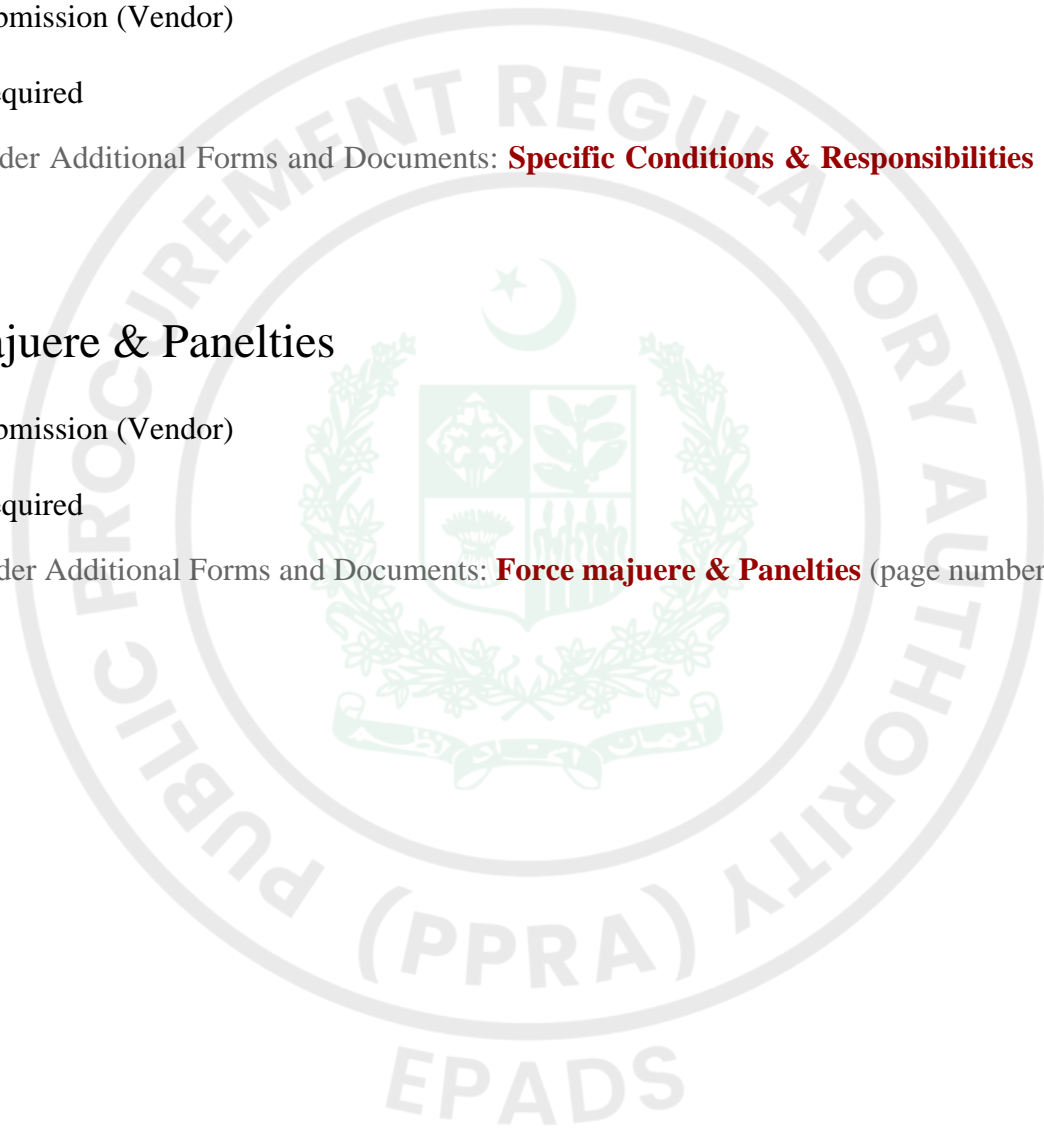 bmission (Vendor)
equired
der Additional Forms and Documents: Specific Conditions & Responsibilities
ajuere & Panelties
bmission (Vendor)
equired
der Additional Forms and Documents: Force majuere & Panelties (page number
PUBLIC PROCUREMENT REGULATORY AUTHORITY
(PPRA)
EPADS